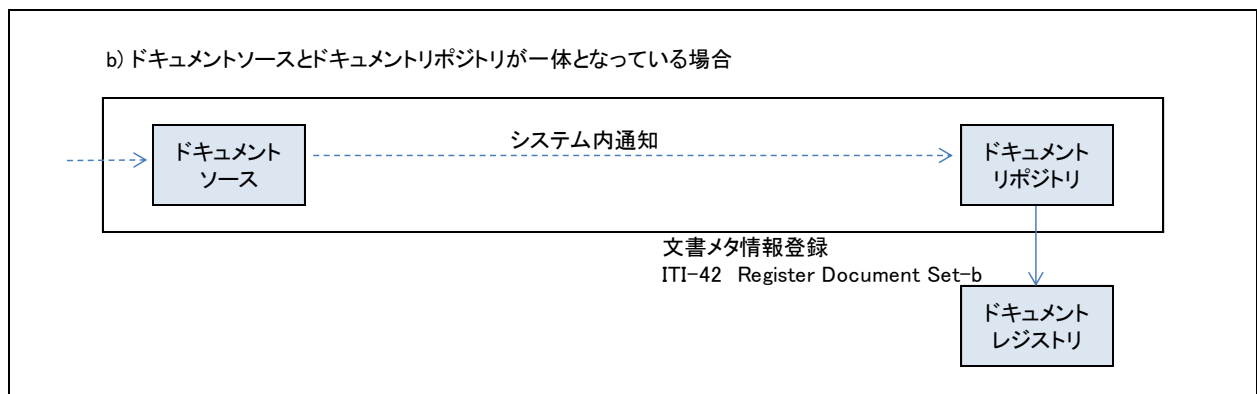 b) ドキュメントソースとドキュメントリポジトリが一体となっている場合
ドキュメント
ソース
システム内通知
ドキュメント
リポジトリ
文書メタ情報登録
ITI-42 Register Document Set-b
ドキュメント
レジストリ